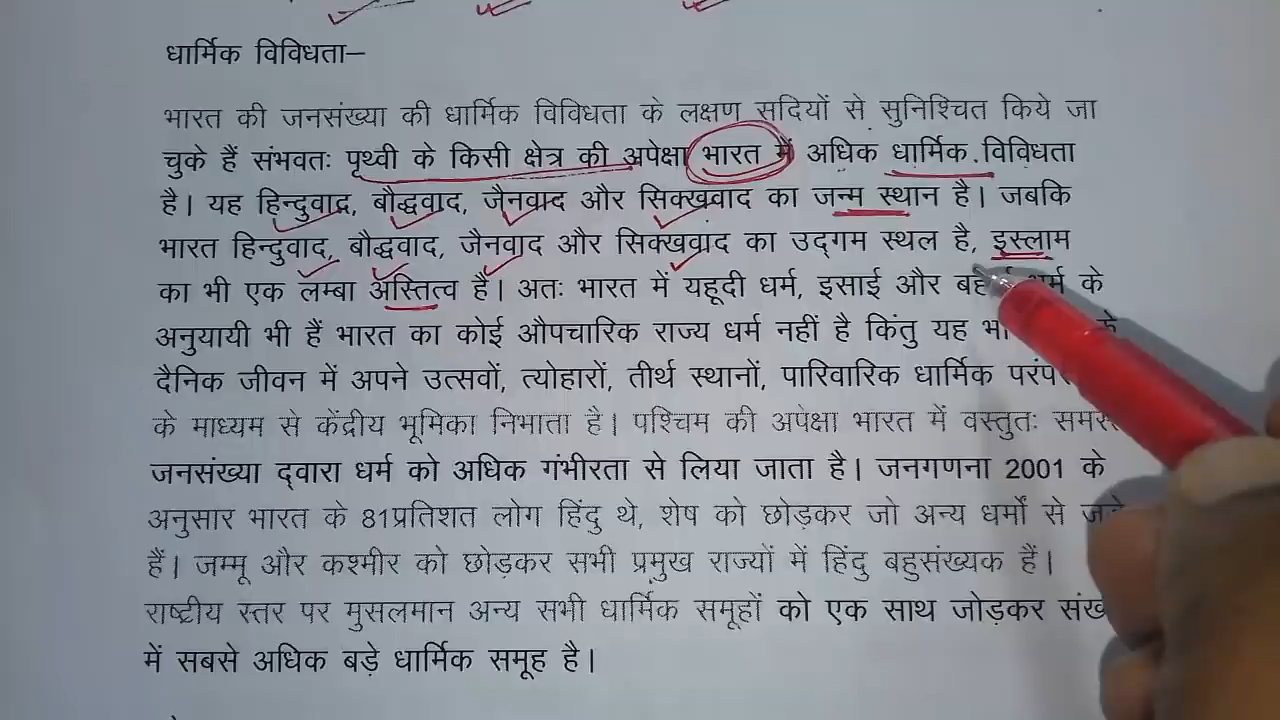 धार्मिक विविधता–
भारत की जनसंख्या की धार्मिक विविधता के लक्षण सदियों से सुनिश्चित किये जा
चुके हैं संभवतः पृथ्वी के किसी क्षेत्र की अपेक्षा भारत में अधिक धार्मिक विविधता
है। यह हिन्दुवाद्र, बौद्धवाद, जैनवाद और सिक्खवाद का जन्म स्थान है। जबकि
भारत हिन्दुवाद, बौद्धवाद, जैनवाद और सिक्खवाद का उद्गम स्थल है, इस्लाम
का भी एक लम्बा अस्तित्व है। अतः भारत में यहूदी धर्म, इसाई और के
अनुयायी भी हैं भारत का कोई औपचारिक राज्य धर्म नहीं है किंतु यह
दैनिक जीवन में अपने उत्सवों, त्योहारों, तीर्थ स्थानों, पारिवारिक धार्मिक
के माध्यम से केंद्रीय भूमिका निभाता है। पश्चिम की अपेक्षा भारत में वस्तुतः
जनसंख्या द्वारा धर्म को अधिक गंभीरता से लिया जाता है। जनगणना 2001 के
अनुसार भारत के 81प्रतिशत लोग हिंदु थे, शेष को छोड़कर जो अन्य धर्मों से
हैं। जम्मू और कश्मीर को छोड़कर सभी प्रमुख राज्यों में हिंदु बहुसंख्यक हैं।
राष्ट्रीय स्तर पर मुसलमान अन्य सभी धार्मिक समूहों को एक साथ जोड़कर
में सबसे अधिक बड़े धार्मिक समूह है।